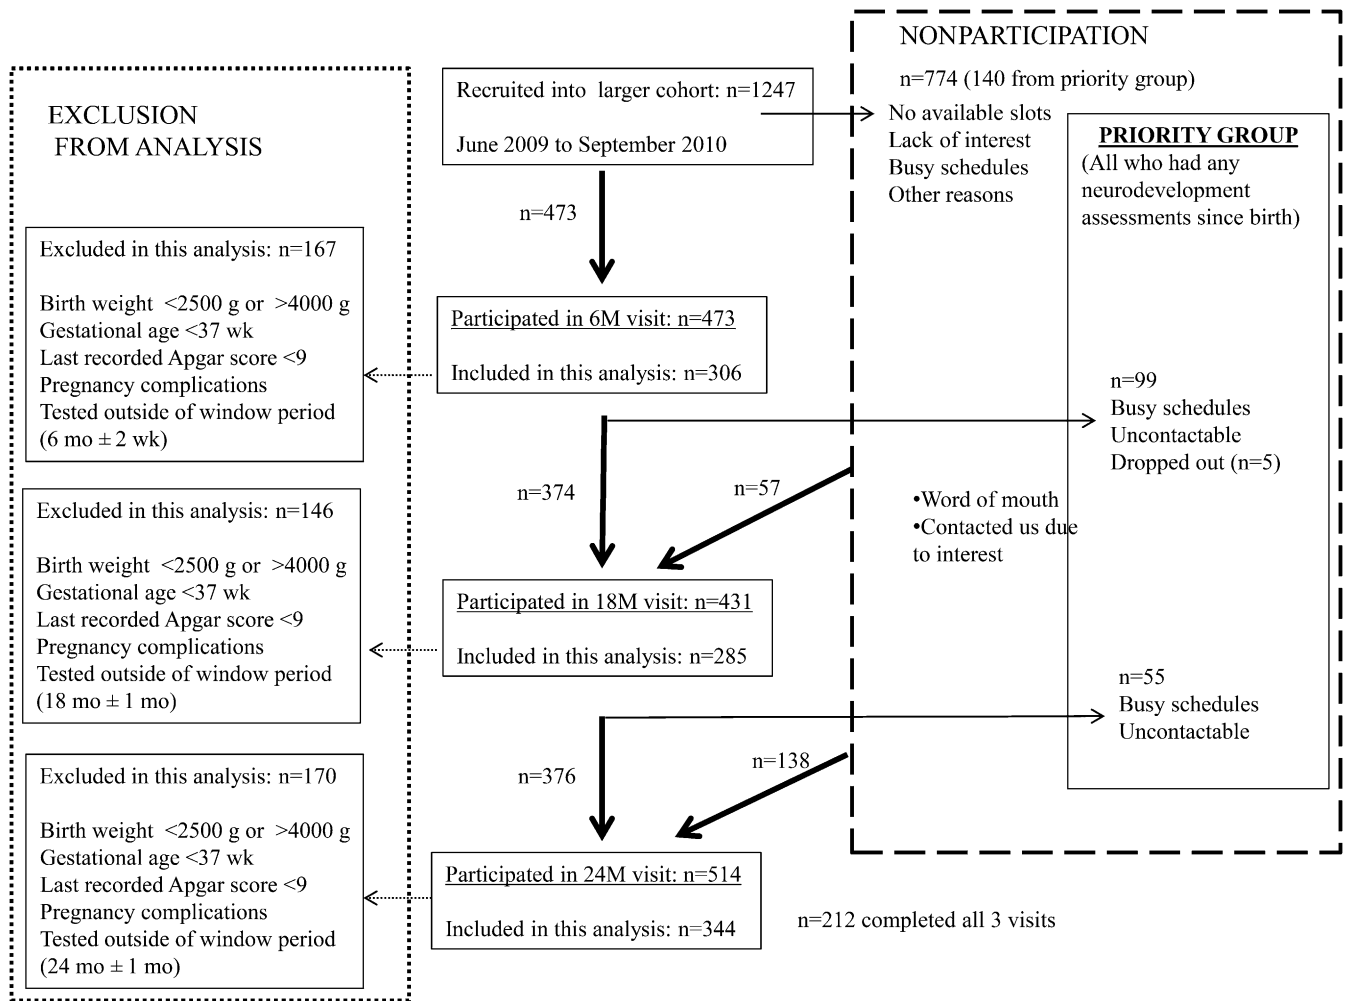 NONPARTICIPATION
n=774 (140 from priority group)
No available slots
Lack of interest
Busy schedules
Other reasons
PRIORITY GROUP
(All who had any
neurodevelopment
assessments since birth)
EXCLUSION
FROM ANALYSIS
Recruited into larger cohort: n=1247
June 2009 to September 2010
n=473
Excluded in this analysis: n=167
Birth weight <2500 g or >4000 g
Gestational age <37 wk
Last recorded Apgar score <9
Pregnancy complications
Tested outside of window period
(6 mo ± 2 wk)
Participated in 6M visit: n=473
Included in this analysis: n=306
n=99
Busy schedules
Uncontactable
Dropped out (n=5)
n=374
n=57
•Word of mouth
•Contacted us due
to interest
Excluded in this analysis: n=146
Birth weight <2500 g or >4000 g
Gestational age <37 wk
Last recorded Apgar score <9
Pregnancy complications
Tested outside of window period
(18 mo ± 1 mo)
Participated in 18M visit: n=431
Included in this analysis: n=285
n=55
Busy schedules
Uncontactable
n=376
n=138
Excluded in this analysis: n=170
Birth weight <2500 g or >4000 g
Gestational age <37 wk
Last recorded Apgar score <9
Pregnancy complications
Tested outside of window period
(24 mo ± 1 mo)
Participated in 24M visit: n=514
Included in this analysis: n=344
n=212 completed all 3 visits